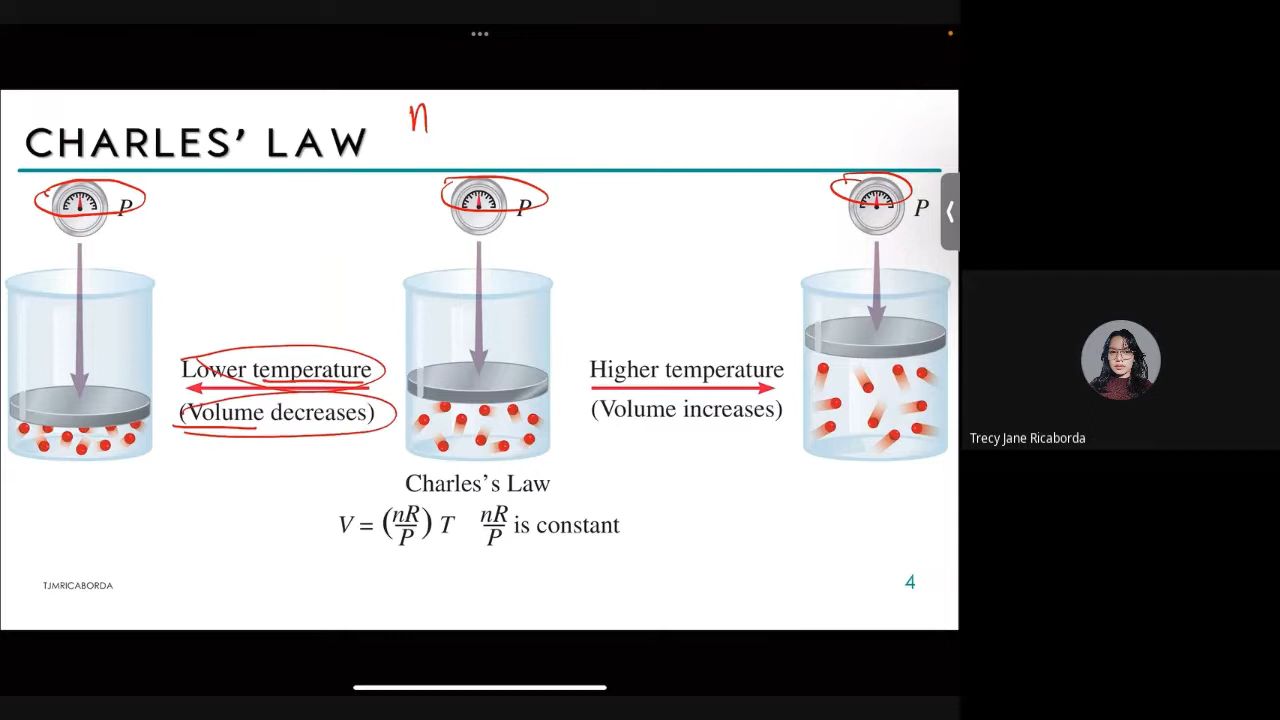 CHARLES’ LAW n
P P P
Lower temperature
(Volume decreases)
Higher temperature
(Volume increases)
Charles’s Law
V = (nR/P) T nR/P is constant
TJMRICABORDA
4
Trecy Jane Ricaborda